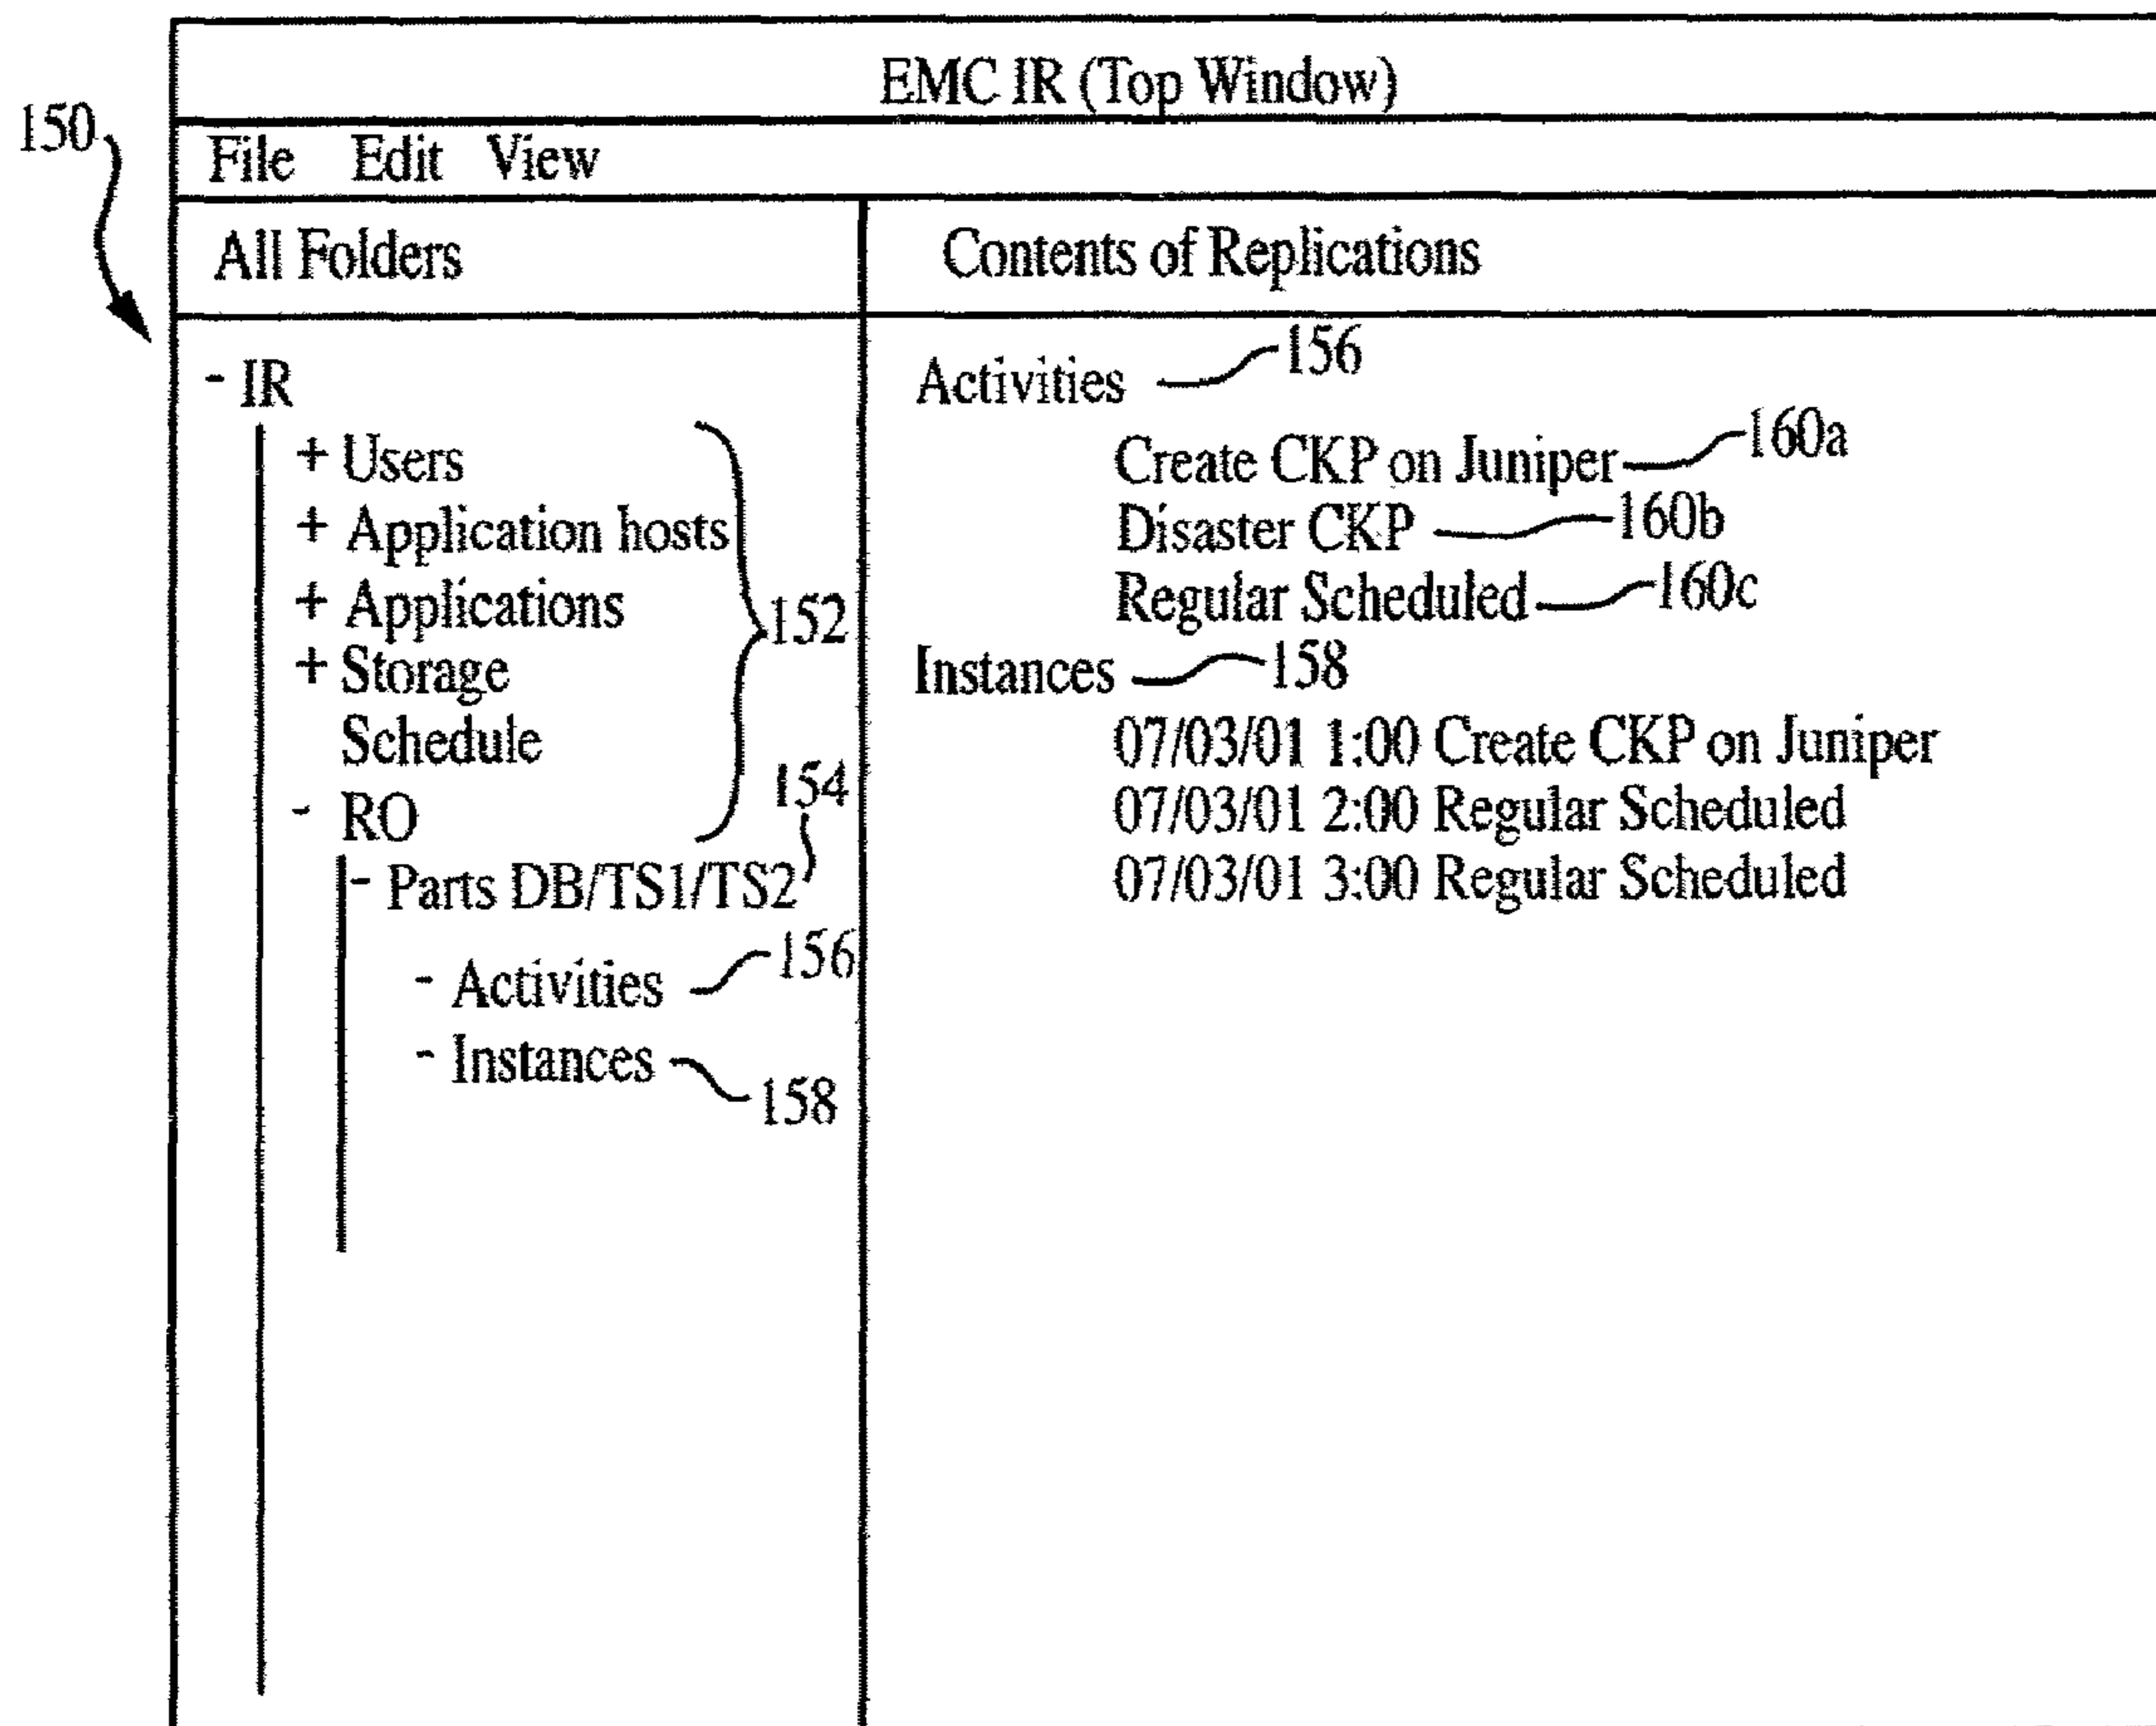 EMC IR (Top Window)
150
File Edit View
All Folders
Contents of Replications
- IR
+ Users
+ Application hosts
+ Applications
+ Storage
Schedule
- RO
152
154
- Parts DB/TS1/TS2
- Activities 156
- Instances 158
Activities 156
Create CKP on Juniper 160a
Disaster CKP 160b
Regular Scheduled 160c
Instances 158
07/03/01 1:00 Create CKP on Juniper
07/03/01 2:00 Regular Scheduled
07/03/01 3:00 Regular Scheduled